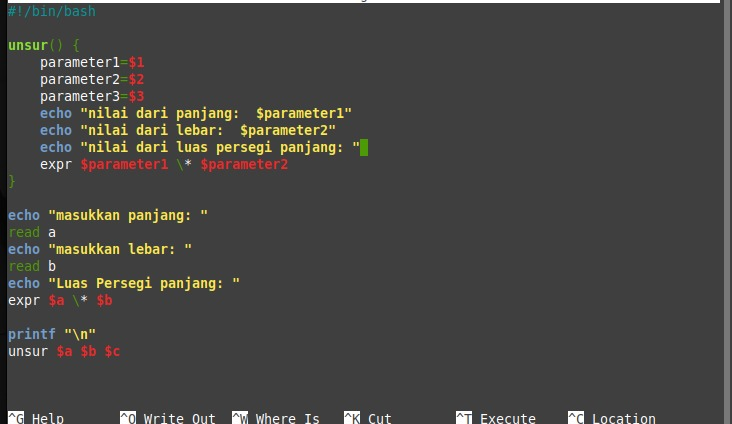 #!/bin/bash
unsur() {
    parameter1=$1
    parameter2=$2
    parameter3=$3
    echo "nilai dari panjang:  $parameter1"
    echo "nilai dari lebar:  $parameter2"
    echo "nilai dari luas persegi panjang: "
    expr $parameter1 \* $parameter2
}
echo "masukkan panjang: "
read a
echo "masukkan lebar: "
read b
echo "Luas Persegi panjang: "
expr $a \* $b
printf "\n"
unsur $a $b $c
^G Help ^O Write Out ^W Where Is ^K Cut ^T Execute ^C Location